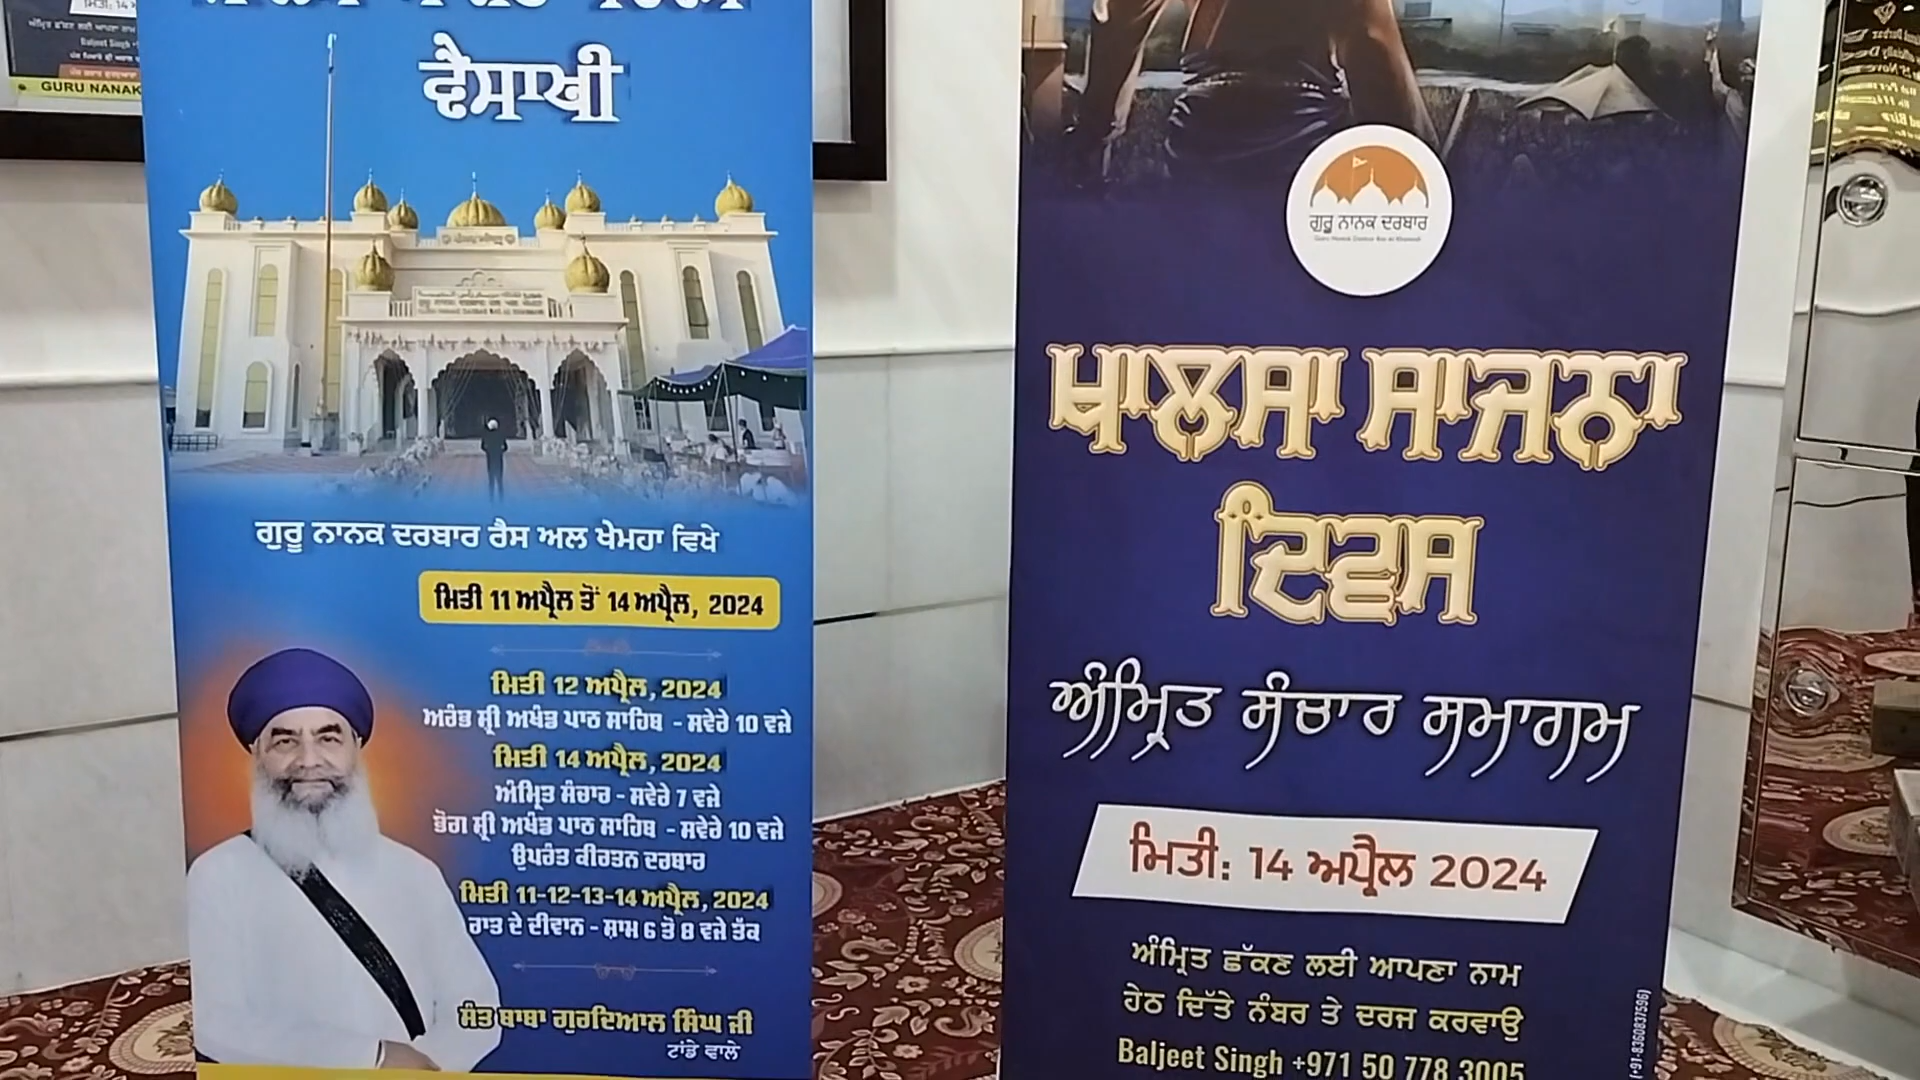 GURU NANAK
ਵੈਸਾਖੀ
ਗੁਰੂ ਨਾਨਕ ਦਰਬਾਰ ਰੈਸ ਅਲ ਖੇਮਹਾ ਵਿਖੇ
ਮਿਤੀ 11 ਅਪ੍ਰੈਲ ਤੋਂ 14 ਅਪ੍ਰੈਲ, 2024
ਮਿਤੀ 12 ਅਪ੍ਰੈਲ, 2024
ਅਰੰਭ ਸ਼੍ਰੀ ਅਖੰਡ ਪਾਠ ਸਾਹਿਬ - ਸਵੇਰੇ 10 ਵਜੇ
ਮਿਤੀ 14 ਅਪ੍ਰੈਲ, 2024
ਅੰਮ੍ਰਿਤ ਸੰਚਾਰ - ਸਵੇਰੇ 7 ਵਜੇ
ਭੋਗ ਸ਼੍ਰੀ ਅਖੰਡ ਪਾਠ ਸਾਹਿਬ - ਸਵੇਰੇ 10 ਵਜੇ
ਉਪਰੰਤ ਕੀਰਤਨ ਦਰਬਾਰ
ਮਿਤੀ 11-12-13-14 ਅਪ੍ਰੈਲ, 2024
ਰਾਤ ਦੇ ਦੀਵਾਨ - ਸ਼ਾਮ 6 ਤੋਂ 8 ਵਜੇ ਤੱਕ
ਸੰਤ ਬਾਬਾ ਗੁਰਦਿਆਲ ਸਿੰਘ ਜੀ
ਟਾਂਡੇ ਵਾਲੇ
ਗੁਰੂ ਨਾਨਕ ਦਰਬਾਰ
ਖਾਲਸਾ ਸਾਜਨਾ
ਦਿਵਸ
ਅੰਮ੍ਰਿਤ ਸੰਚਾਰ ਸਮਾਗਮ
ਮਿਤੀ: 14 ਅਪ੍ਰੈਲ 2024
ਅੰਮ੍ਰਿਤ ਛੱਕਣ ਲਈ ਆਪਣਾ ਨਾਮ
ਹੇਠ ਦਿੱਤੇ ਨੰਬਰ ਤੇ ਦਰਜ ਕਰਵਾਉ
Baljeet Singh +971 50 778 3005
(+91-8360837596)